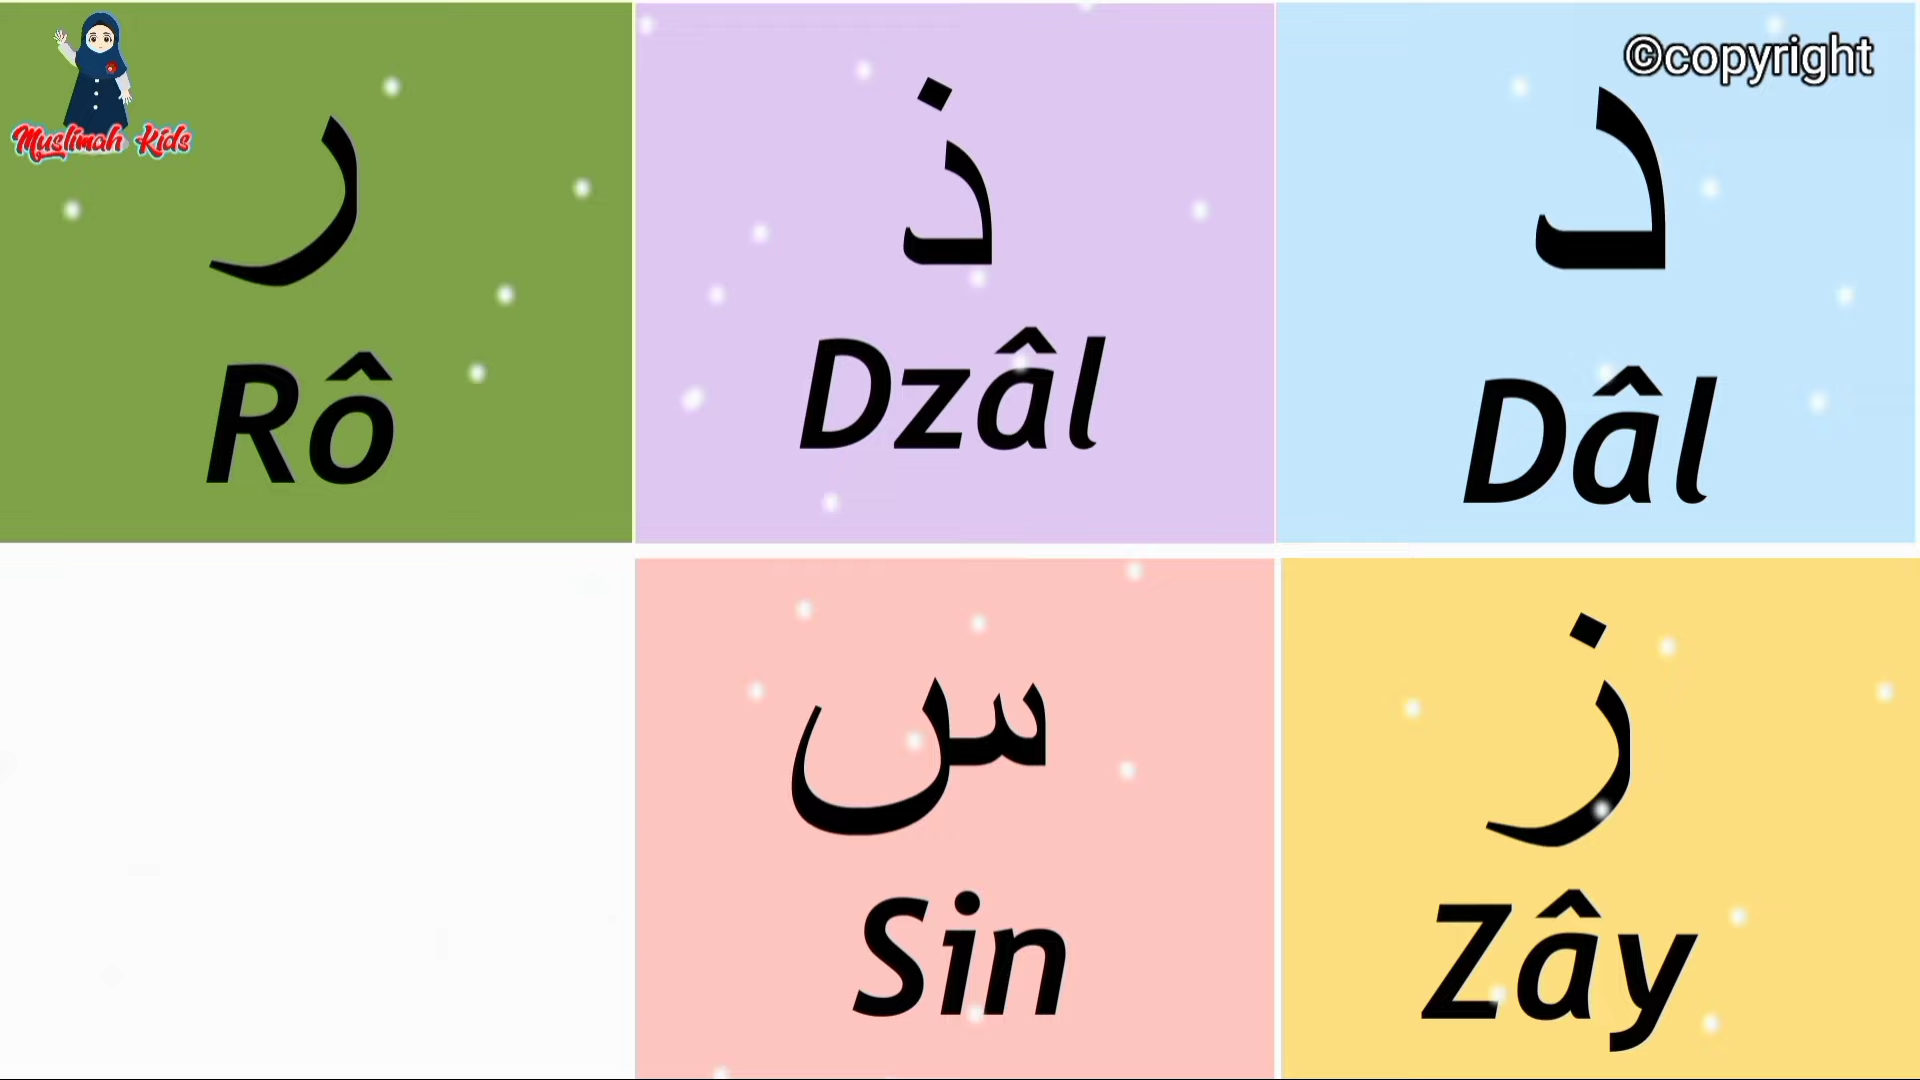 Muslimah Kids
©copyright
د
Dâl
ذ
Dzâl
ر
Rô
ز
Zây
س
Sin